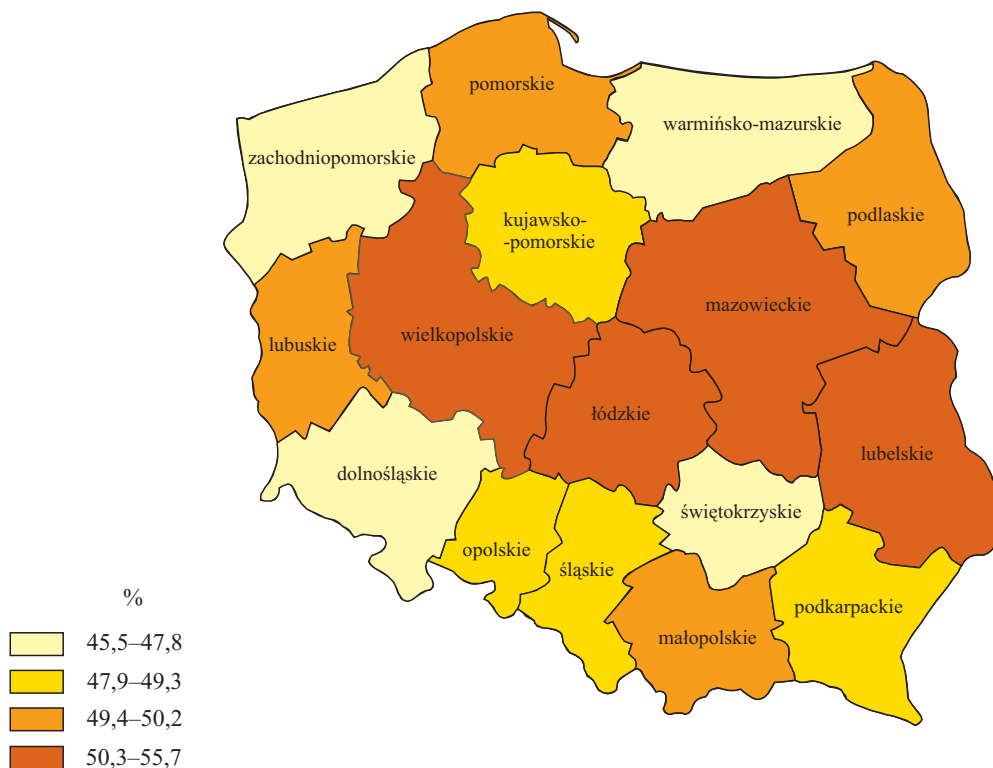 pomorskie
warmińsko-mazurskie
zachodniopomorskie
podlaskie
kujawsko-
-pomorskie
mazowieckie
wielkopolskie
lubuskie
łódzkie
lubelskie
dolnośląskie
świętokrzyskie
opolskie
śląskie
podkarpackie
małopolskie
%
45,5–47,8
47,9–49,3
49,4–50,2
50,3–55,7